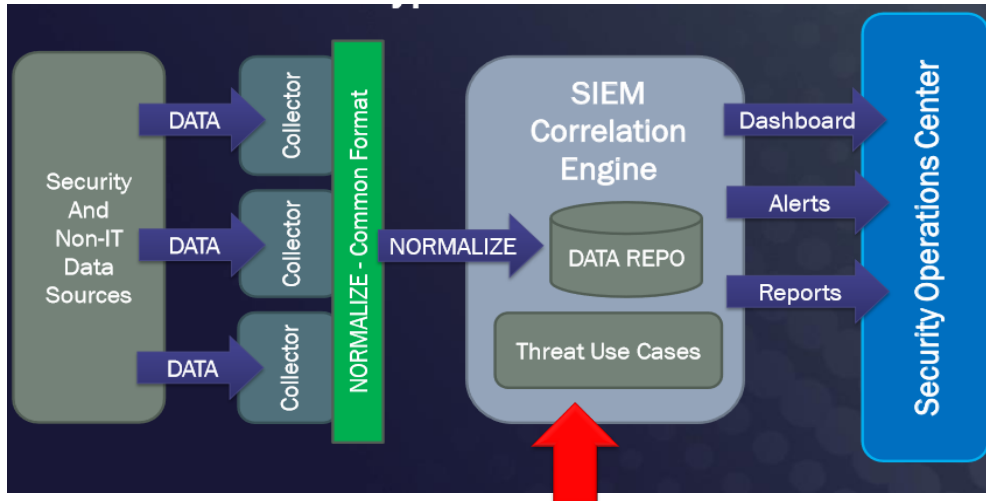 Security
And
Non-IT
Data
Sources
DATA
DATA
DATA
Collector
Collector
Collector
NORMALIZE - Common Format
NORMALIZE
SIEM
Correlation
Engine
DATA REPO
Threat Use Cases
Dashboard
Alerts
Reports
Security Operations Center